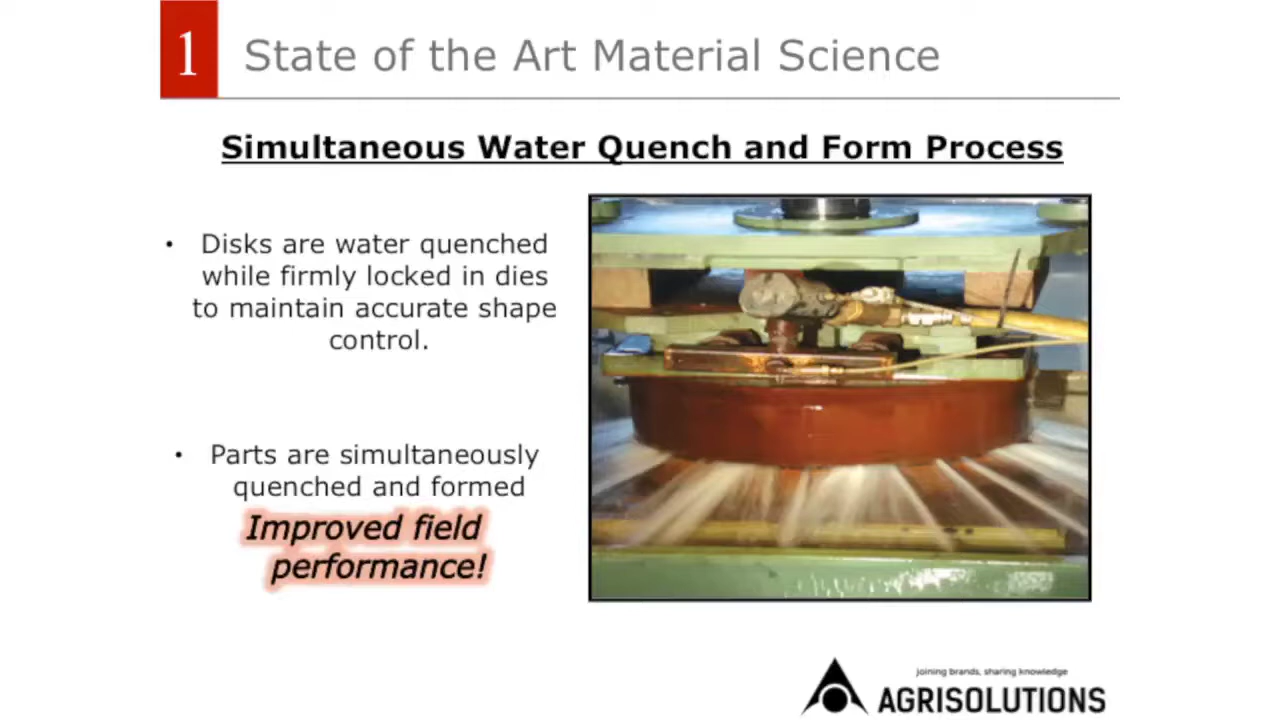 1
State of the Art Material Science
Simultaneous Water Quench and Form Process
• Disks are water quenched
while firmly locked in dies
to maintain accurate shape
control.
• Parts are simultaneously
quenched and formed
Improved field
performance!
joining brands, sharing knowledge
AGRISOLUTIONS